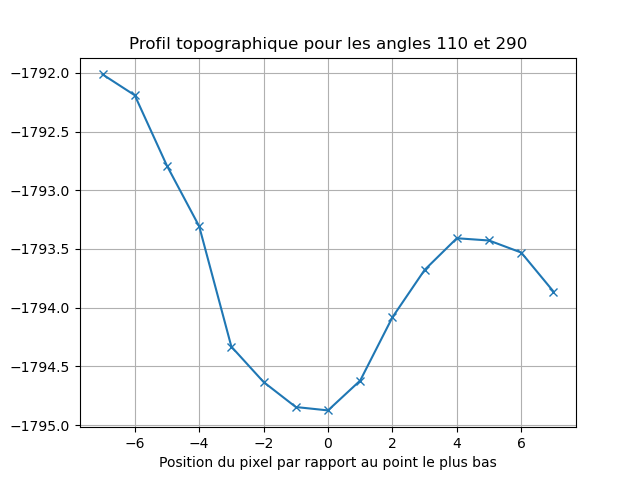 Profil topographique pour les angles 110 et 290
−1792.0
−1792.5
−1793.0
−1793.5
−1794.0
−1794.5
−1795.0
−6 −4 −2 0 2 4 6
Position du pixel par rapport au point le plus bas